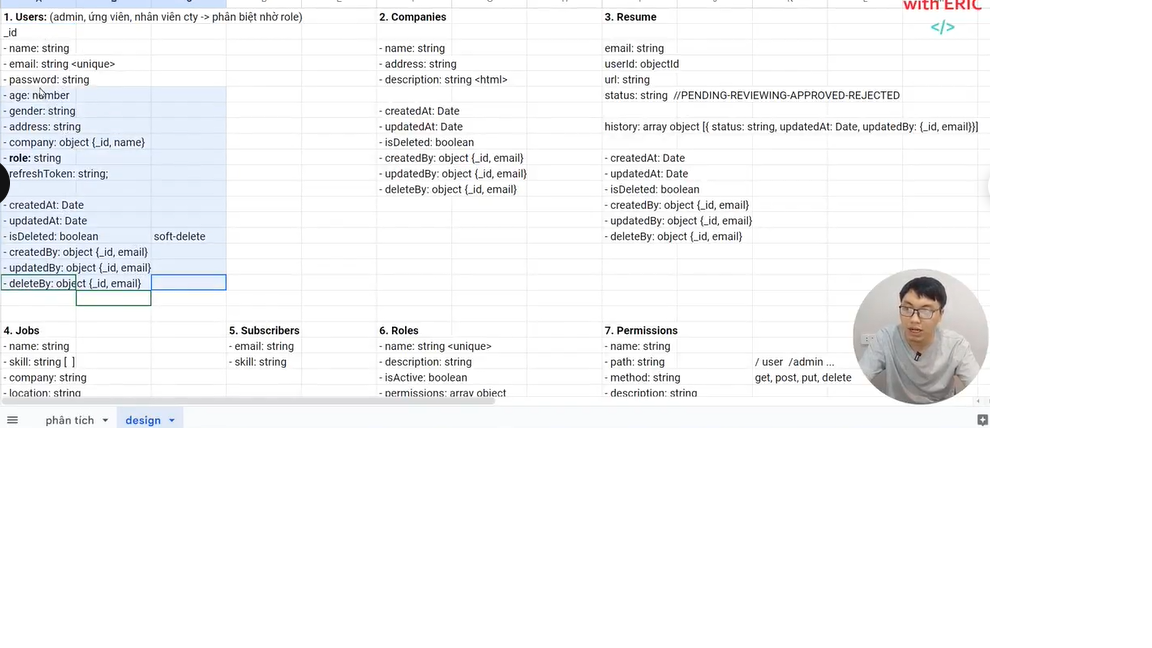 with ERIC
</>
1. Users: (admin, ứng viên, nhân viên cty -> phân biệt nhờ role)
_id
- name: string
- email: string <unique>
- password: string
- age: number
- gender: string
- address: string
- company: object {_id, name}
- role: string
refreshToken: string;
- createdAt: Date
- updatedAt: Date
- isDeleted: boolean soft-delete
- createdBy: object {_id, email}
- updatedBy: object {_id, email}
- deleteBy: object {_id, email}
2. Companies
- name: string
- address: string
- description: string <html>
- createdAt: Date
- updatedAt: Date
- isDeleted: boolean
- createdBy: object {_id, email}
- updatedBy: object {_id, email}
- deleteBy: object {_id, email}
3. Resume
email: string
userId: objectId
url: string
status: string //PENDING-REVIEWING-APPROVED-REJECTED
history: array object [{ status: string, updatedAt: Date, updatedBy: {_id, email}}]
- createdAt: Date
- updatedAt: Date
- isDeleted: boolean
- createdBy: object {_id, email}
- updatedBy: object {_id, email}
- deleteBy: object {_id, email}
4. Jobs
- name: string
- skill: string [ ]
- company: string
- location: string
5. Subscribers
- email: string
- skill: string
6. Roles
- name: string <unique>
- description: string
- isActive: boolean
- permissions: array object
7. Permissions
- name: string
- path: string / user /admin ...
- method: string get, post, put, delete
- description: string
phân tích
design